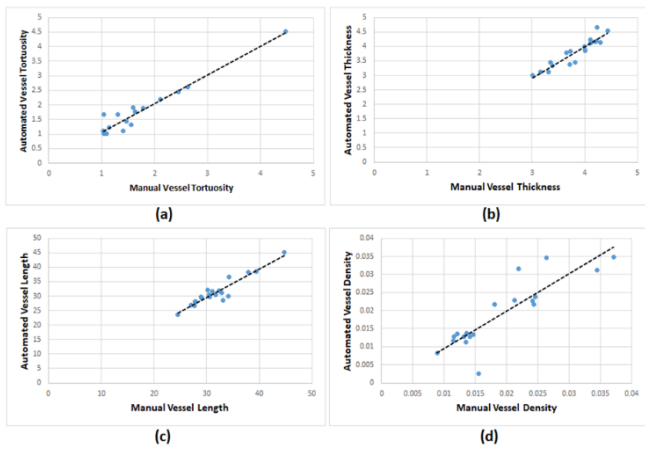 Automated Vessel Tortuosity
5
4.5
4
3.5
3
2.5
2
1.5
1
0.5
0
0 1 2 3 4 5
Manual Vessel Tortuosity
(a)
Automated Vessel Thickness
5
4.5
4
3.5
3
2.5
2
1.5
1
0.5
0
0 1 2 3 4 5
Manual Vessel Thickness
(b)
Automated Vessel Length
50
45
40
35
30
25
20
15
10
5
0
0 10 20 30 40 50
Manual Vessel Length
(c)
Automated Vessel Density
0.04
0.035
0.03
0.025
0.02
0.015
0.01
0.005
0
0 0.005 0.01 0.015 0.02 0.025 0.03 0.035 0.04
Manual Vessel Density
(d)